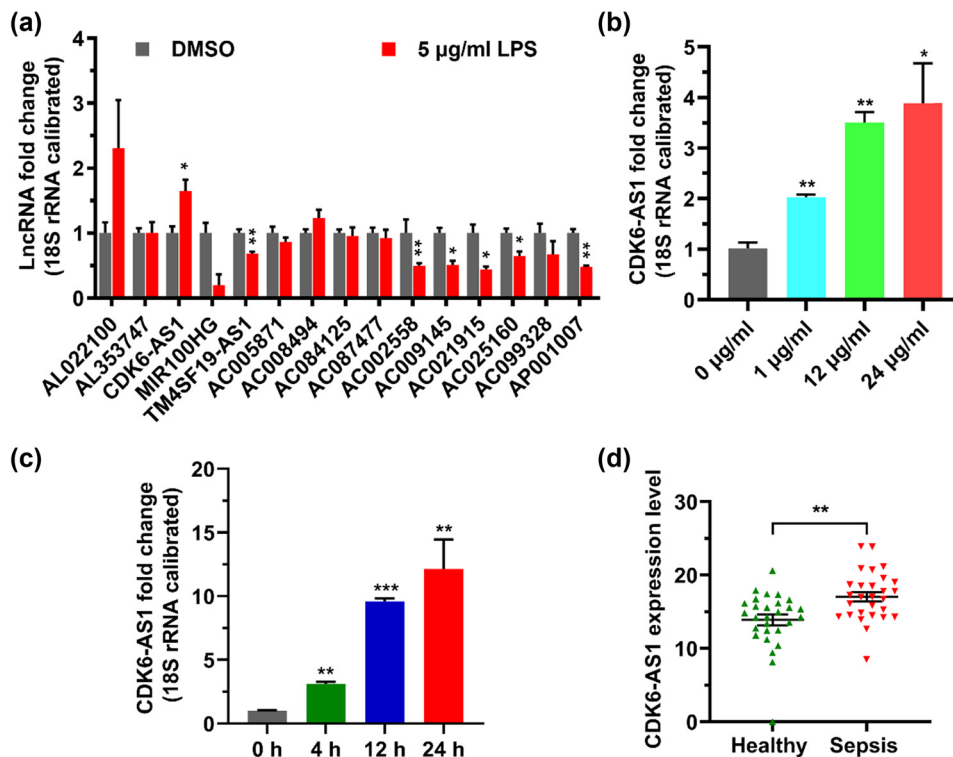 (a)
DMSO
5 µg/ml LPS
LncRNA fold change
(18S rRNA calibrated)
4
3
2
1
0
*
**
**
*
*
*
**
AL022100
AL353747
CDK6-AS1
MIR100HG
TM4SF19-AS1
AC005871
AC008494
AC084125
AC087477
AC002558
AC009145
AC021915
AC025160
AC099328
AP001007
(b)
CDK6-AS1 fold change
(18S rRNA calibrated)
5
4
3
2
1
0
**
**
*
0 µg/ml
1 µg/ml
12 µg/ml
24 µg/ml
(c)
CDK6-AS1 fold change
(18S rRNA calibrated)
20
15
10
5
0
**
***
**
0 h
4 h
12 h
24 h
(d)
CDK6-AS1 expression level
30
20
10
0
**
Healthy
Sepsis